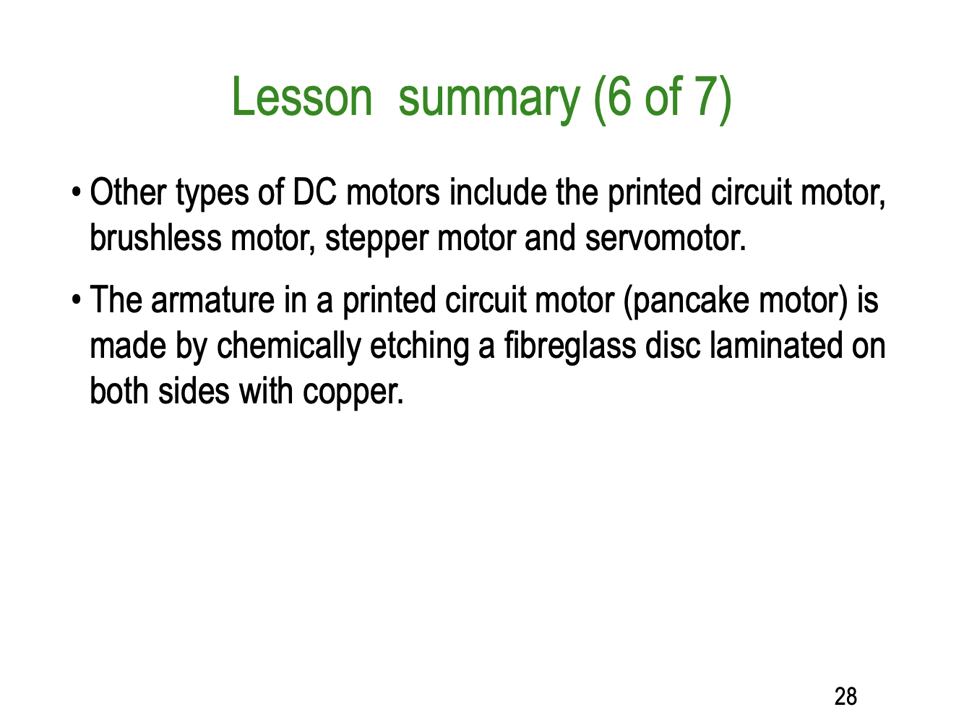 Lesson  summary (6 of 7)
• Other types of DC motors include the printed circuit motor,
brushless motor, stepper motor and servomotor.
• The armature in a printed circuit motor (pancake motor) is
made by chemically etching a fibreglass disc laminated on
both sides with copper.
28